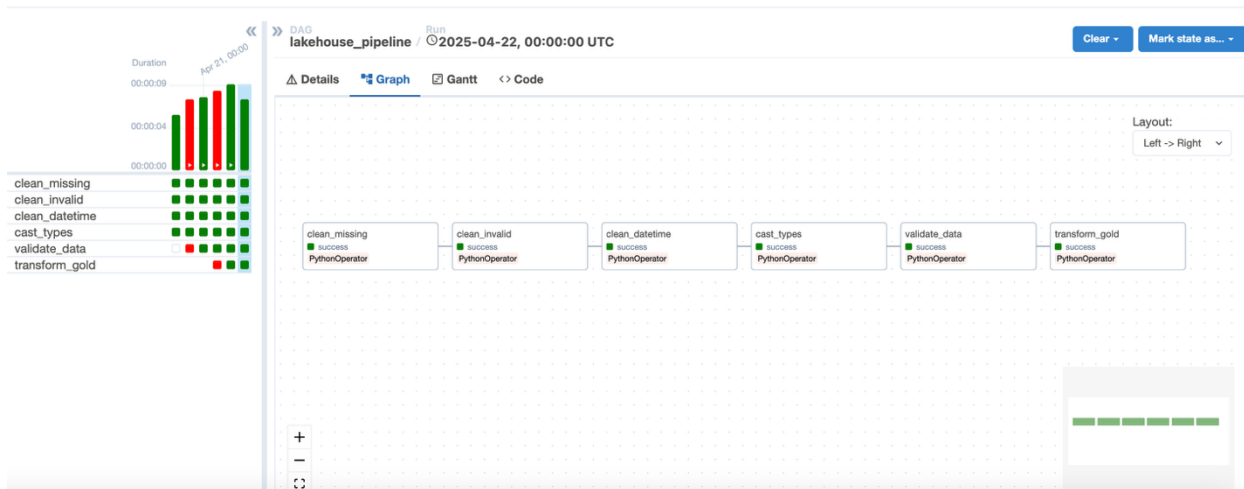 DAG
lakehouse_pipeline / Run 2025-04-22, 00:00:00 UTC
Clear
Mark state as...
Details
Graph
Gantt
<> Code
Layout:
Left -> Right
Duration
Apr 21, 00:00
00:00:09
00:00:04
00:00:00
clean_missing
clean_invalid
clean_datetime
cast_types
validate_data
transform_gold
clean_missing
success
PythonOperator
clean_invalid
success
PythonOperator
clean_datetime
success
PythonOperator
cast_types
success
PythonOperator
validate_data
success
PythonOperator
transform_gold
success
PythonOperator